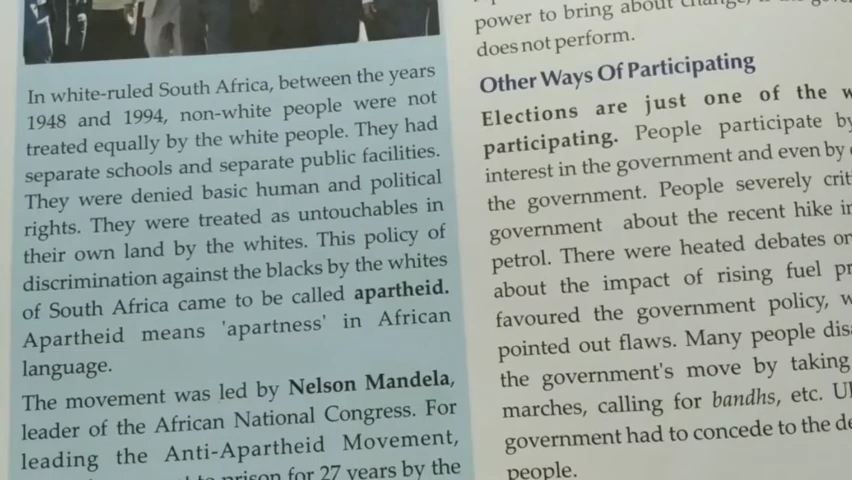 In white-ruled South Africa, between the years
1948 and 1994, non-white people were not
treated equally by the white people. They had
separate schools and separate public facilities.
They were denied basic human and political
rights. They were treated as untouchables in
their own land by the whites. This policy of
discrimination against the blacks by the whites
of South Africa came to be called apartheid.
Apartheid means 'apartness' in African
language.
The movement was led by Nelson Mandela,
leader of the African National Congress. For
leading the Anti-Apartheid Movement,
to prison for 27 years by the
power to bring about change,
does not perform.
Other Ways Of Participating
Elections are just one of the
participating. People participate by
interest in the government and even by
the government. People severely
government about the recent hike in
petrol. There were heated debates on
about the impact of rising fuel
favoured the government policy,
pointed out flaws. Many people
the government's move by taking
marches, calling for bandhs, etc.
government had to concede to the
people.